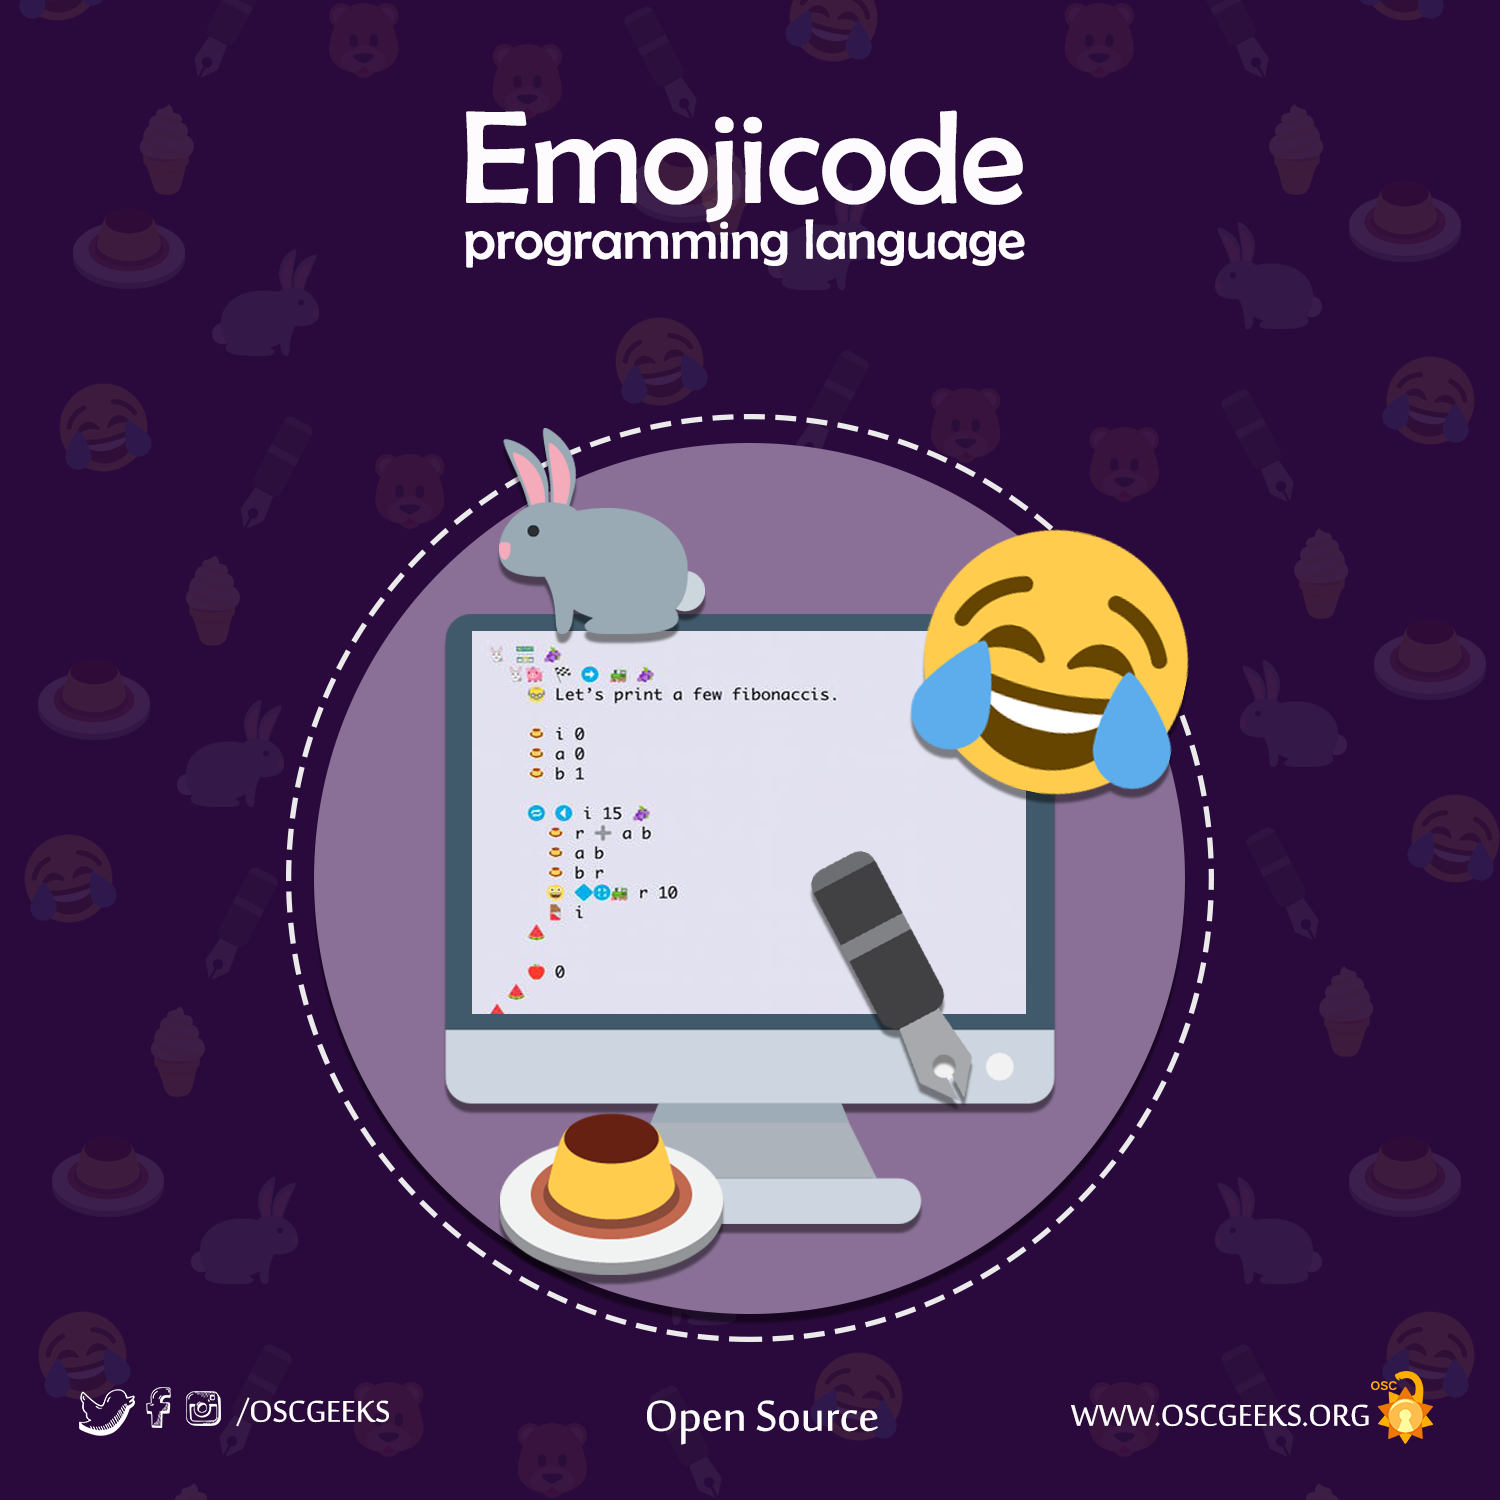 Emojicode
programming language
Let's print a few fibonaccis.
i 0
a 0
b 1
i 15
r ➕ a b
a b
b r
r 10
i
0
/OSCGEEKS
Open Source
WWW.OSCGEEKS.ORG
OSC